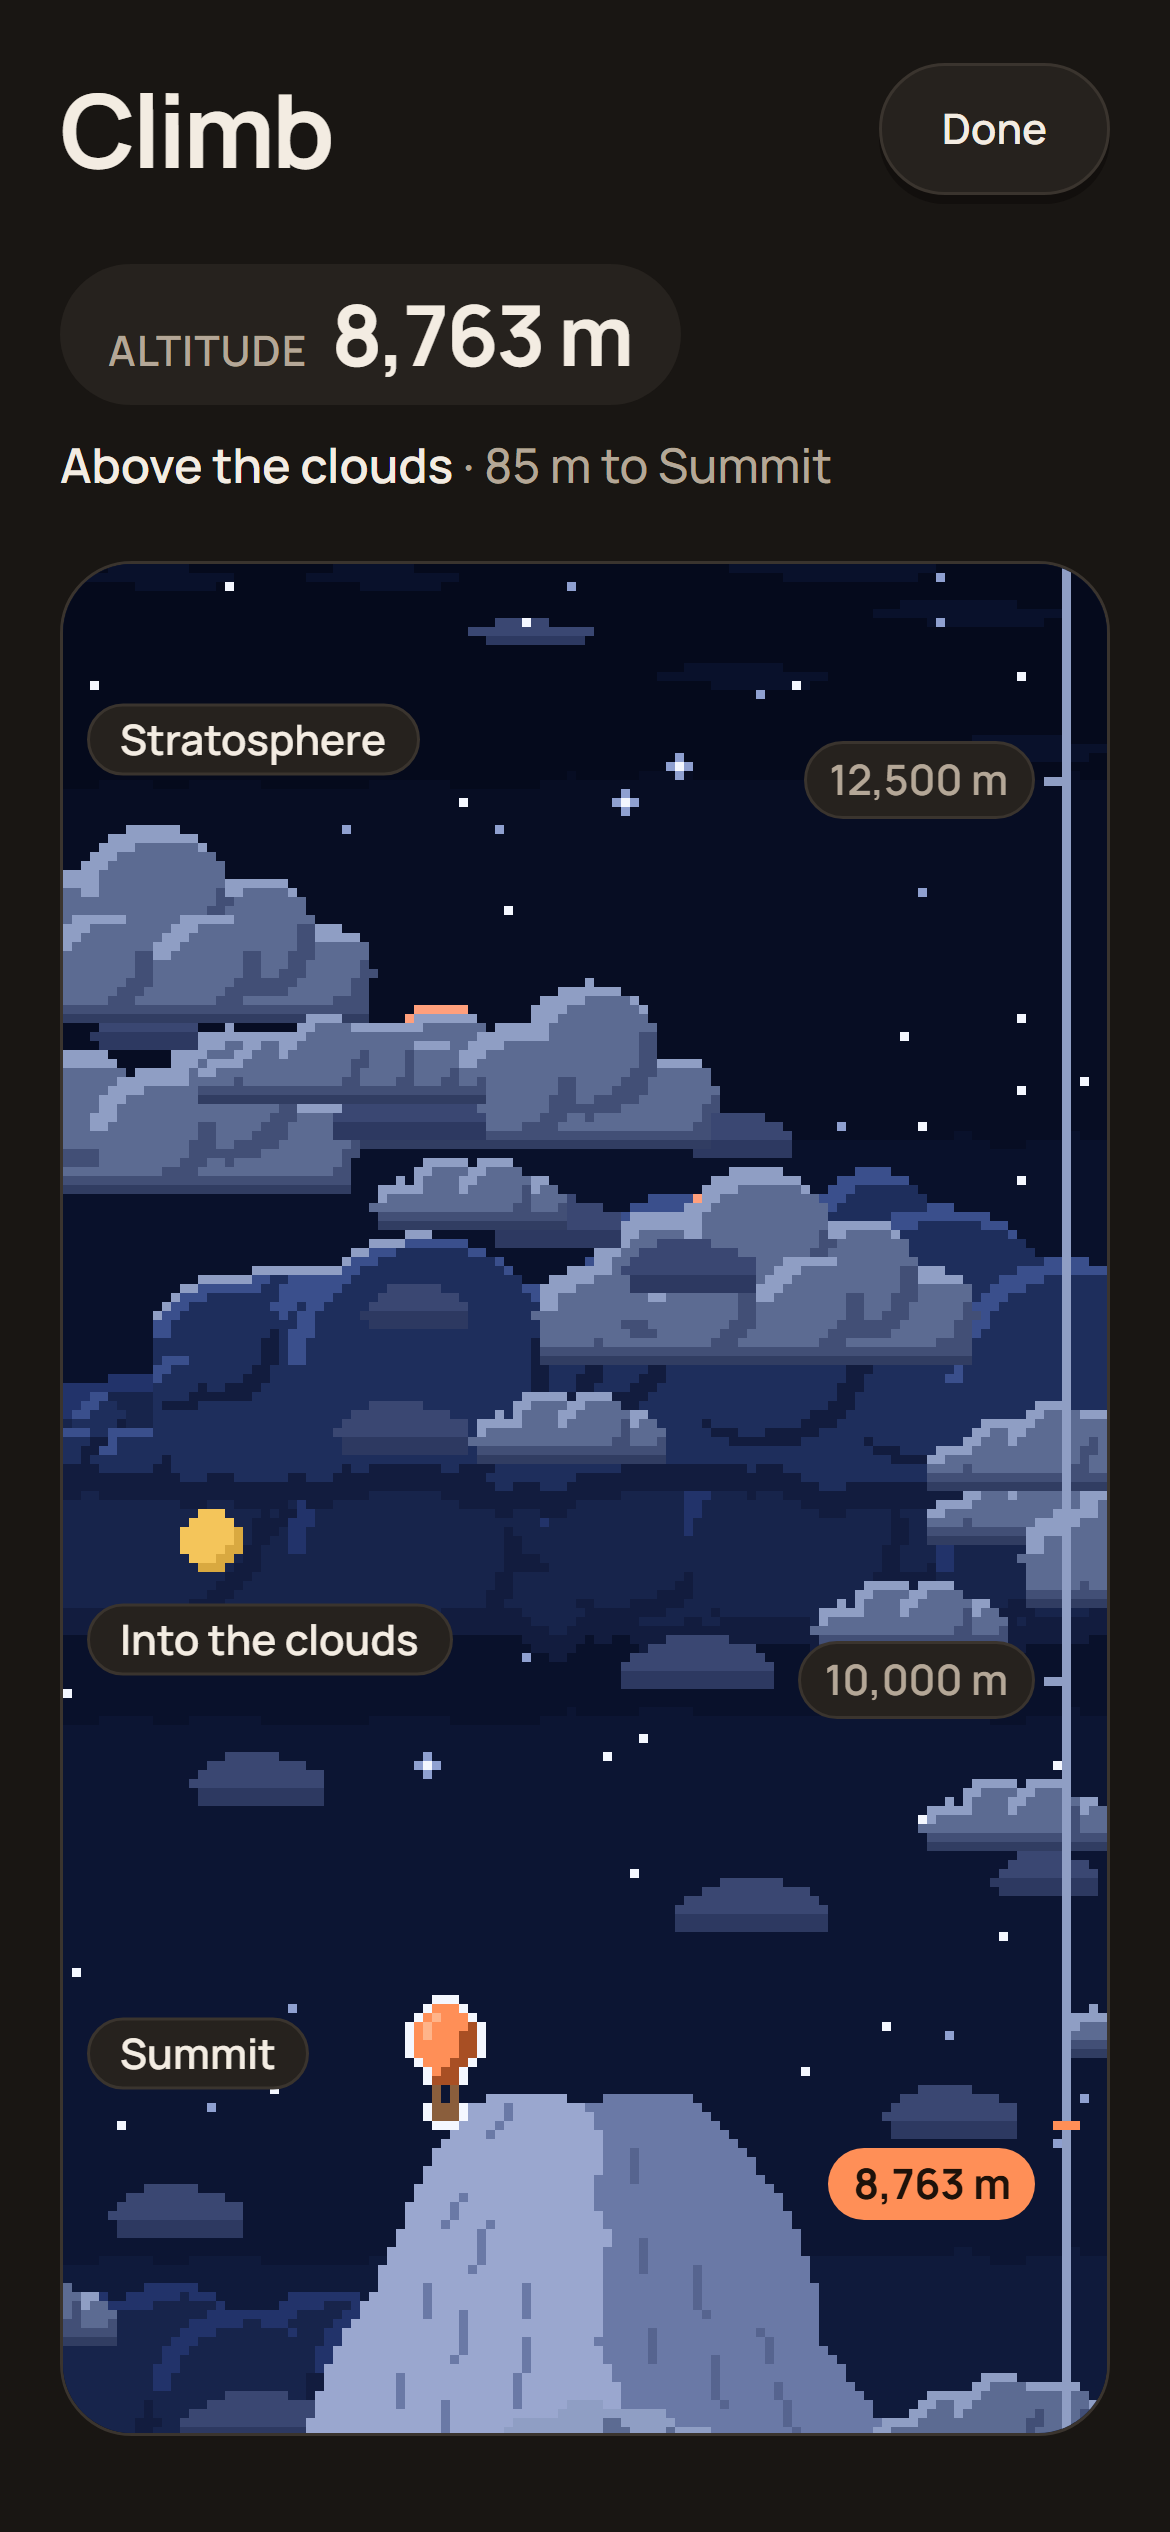 Climb
Done
ALTITUDE 8,763 m
Above the clouds · 85 m to Summit
Stratosphere
12,500 m
Into the clouds
10,000 m
Summit
8,763 m